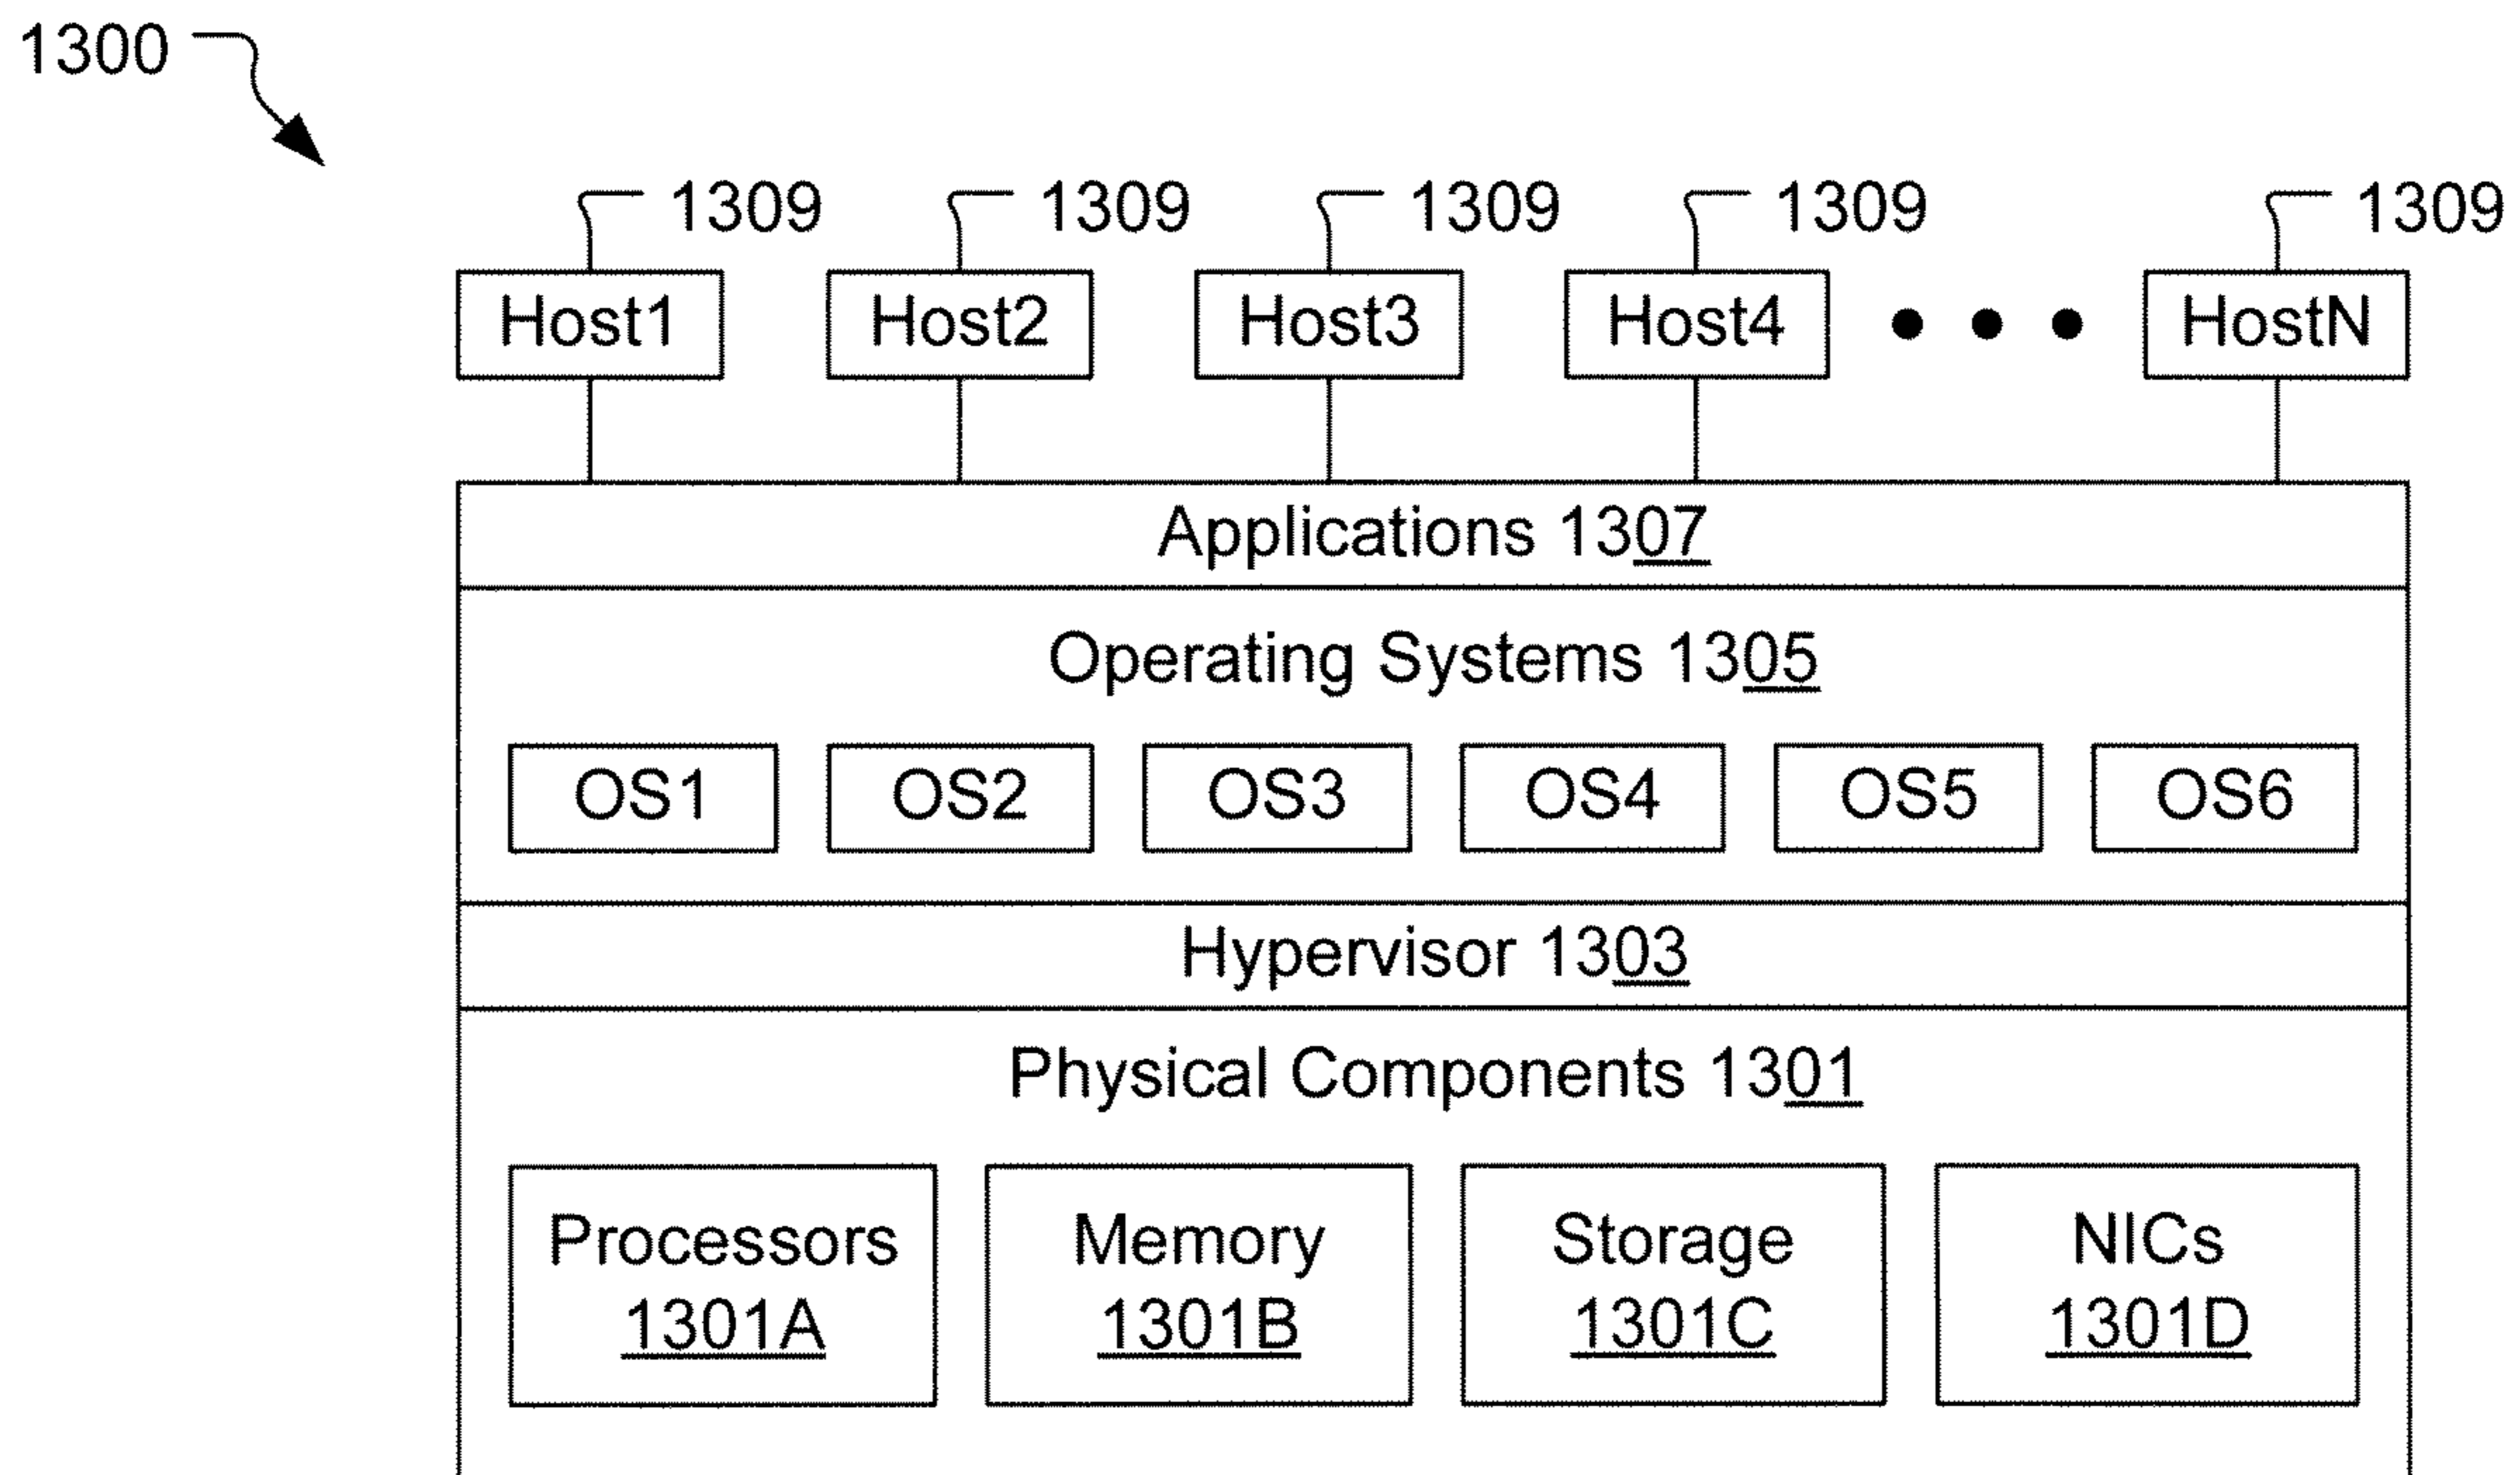 1300
1309 1309 1309 1309 1309
Host1 Host2 Host3 Host4 HostN
Applications 1307
Operating Systems 1305
OS1 OS2 OS3 OS4 OS5 OS6
Hypervisor 1303
Physical Components 1301
Processors Memory Storage NICs
1301A 1301B 1301C 1301D